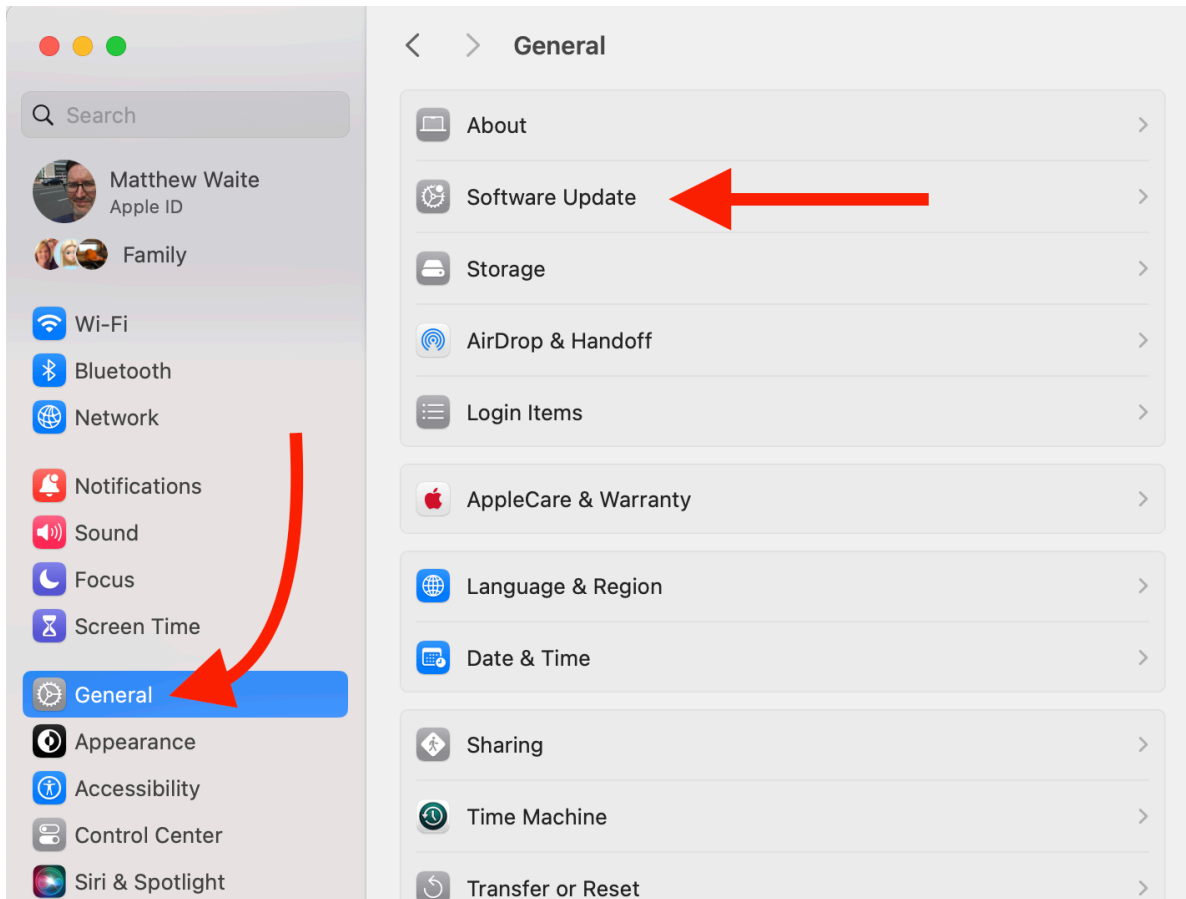 Search
Matthew Waite
Apple ID
Family
Wi-Fi
Bluetooth
Network
Notifications
Sound
Focus
Screen Time
General
Appearance
Accessibility
Control Center
Siri & Spotlight
General
About
Software Update
Storage
AirDrop & Handoff
Login Items
AppleCare & Warranty
Language & Region
Date & Time
Sharing
Time Machine
Transfer or Reset